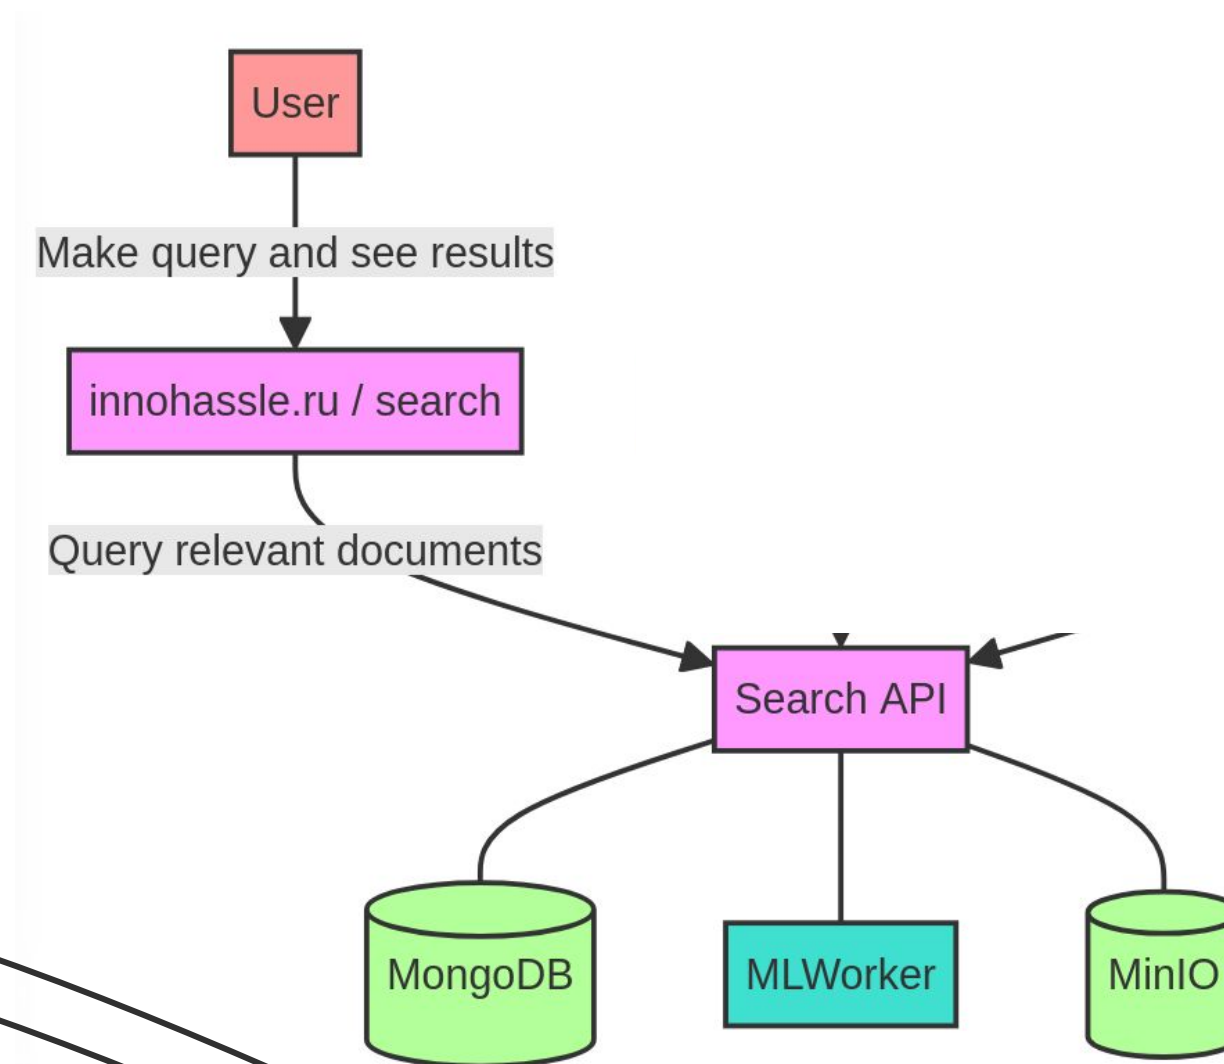 User
Make query and see results
innohassle.ru / search
Query relevant documents
Search API
MongoDB
MLWorker
MinIO